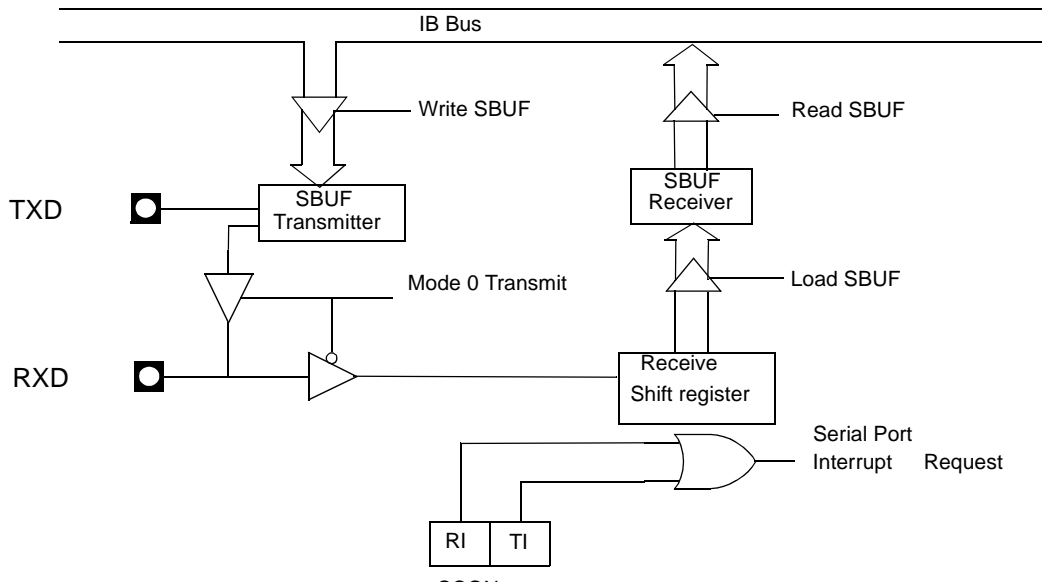 IB Bus
Write SBUF
Read SBUF
SBUF
Transmitter
SBUF
Receiver
TXD
Mode 0 Transmit
Load SBUF
RXD
Receive
Shift register
Serial Port
Interrupt Request
RI TI